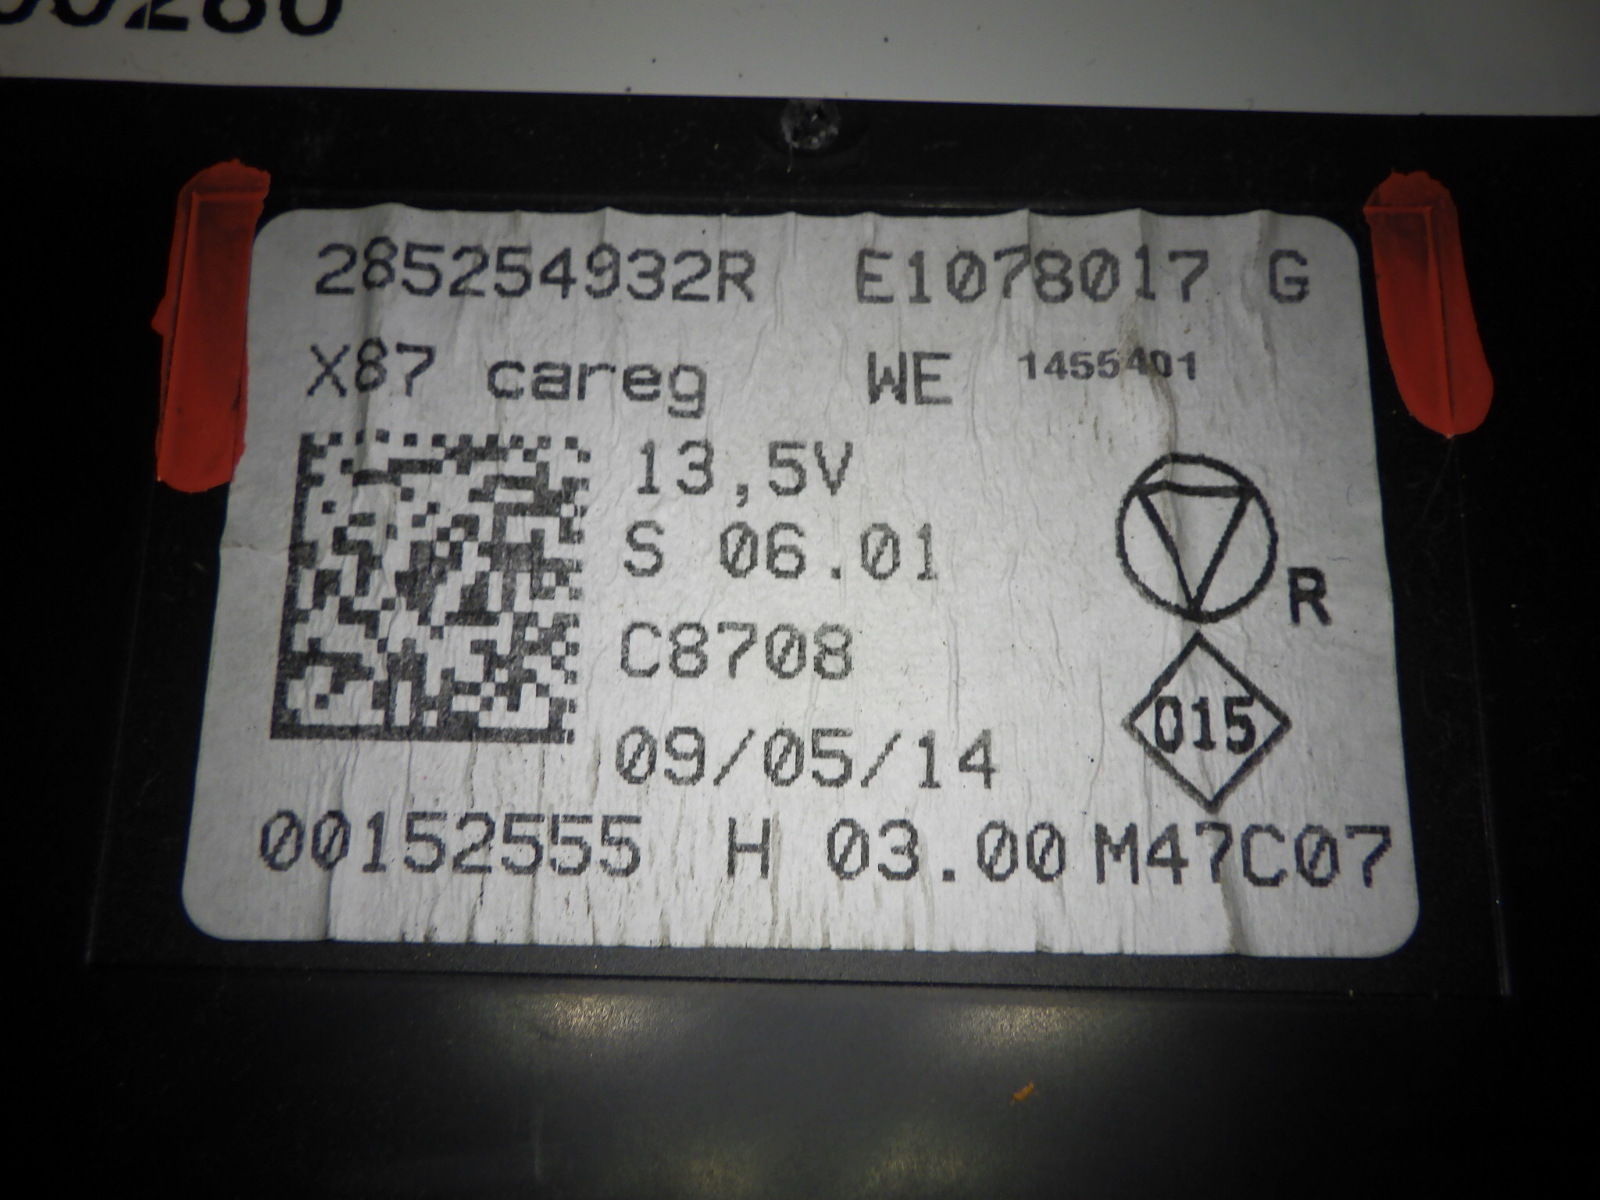 285254932R E1078017 G
X87 careg WE 1455401
13,5V
S 06.01
R
C8708
015
09/05/14
00152555 H 03.00 M47C07